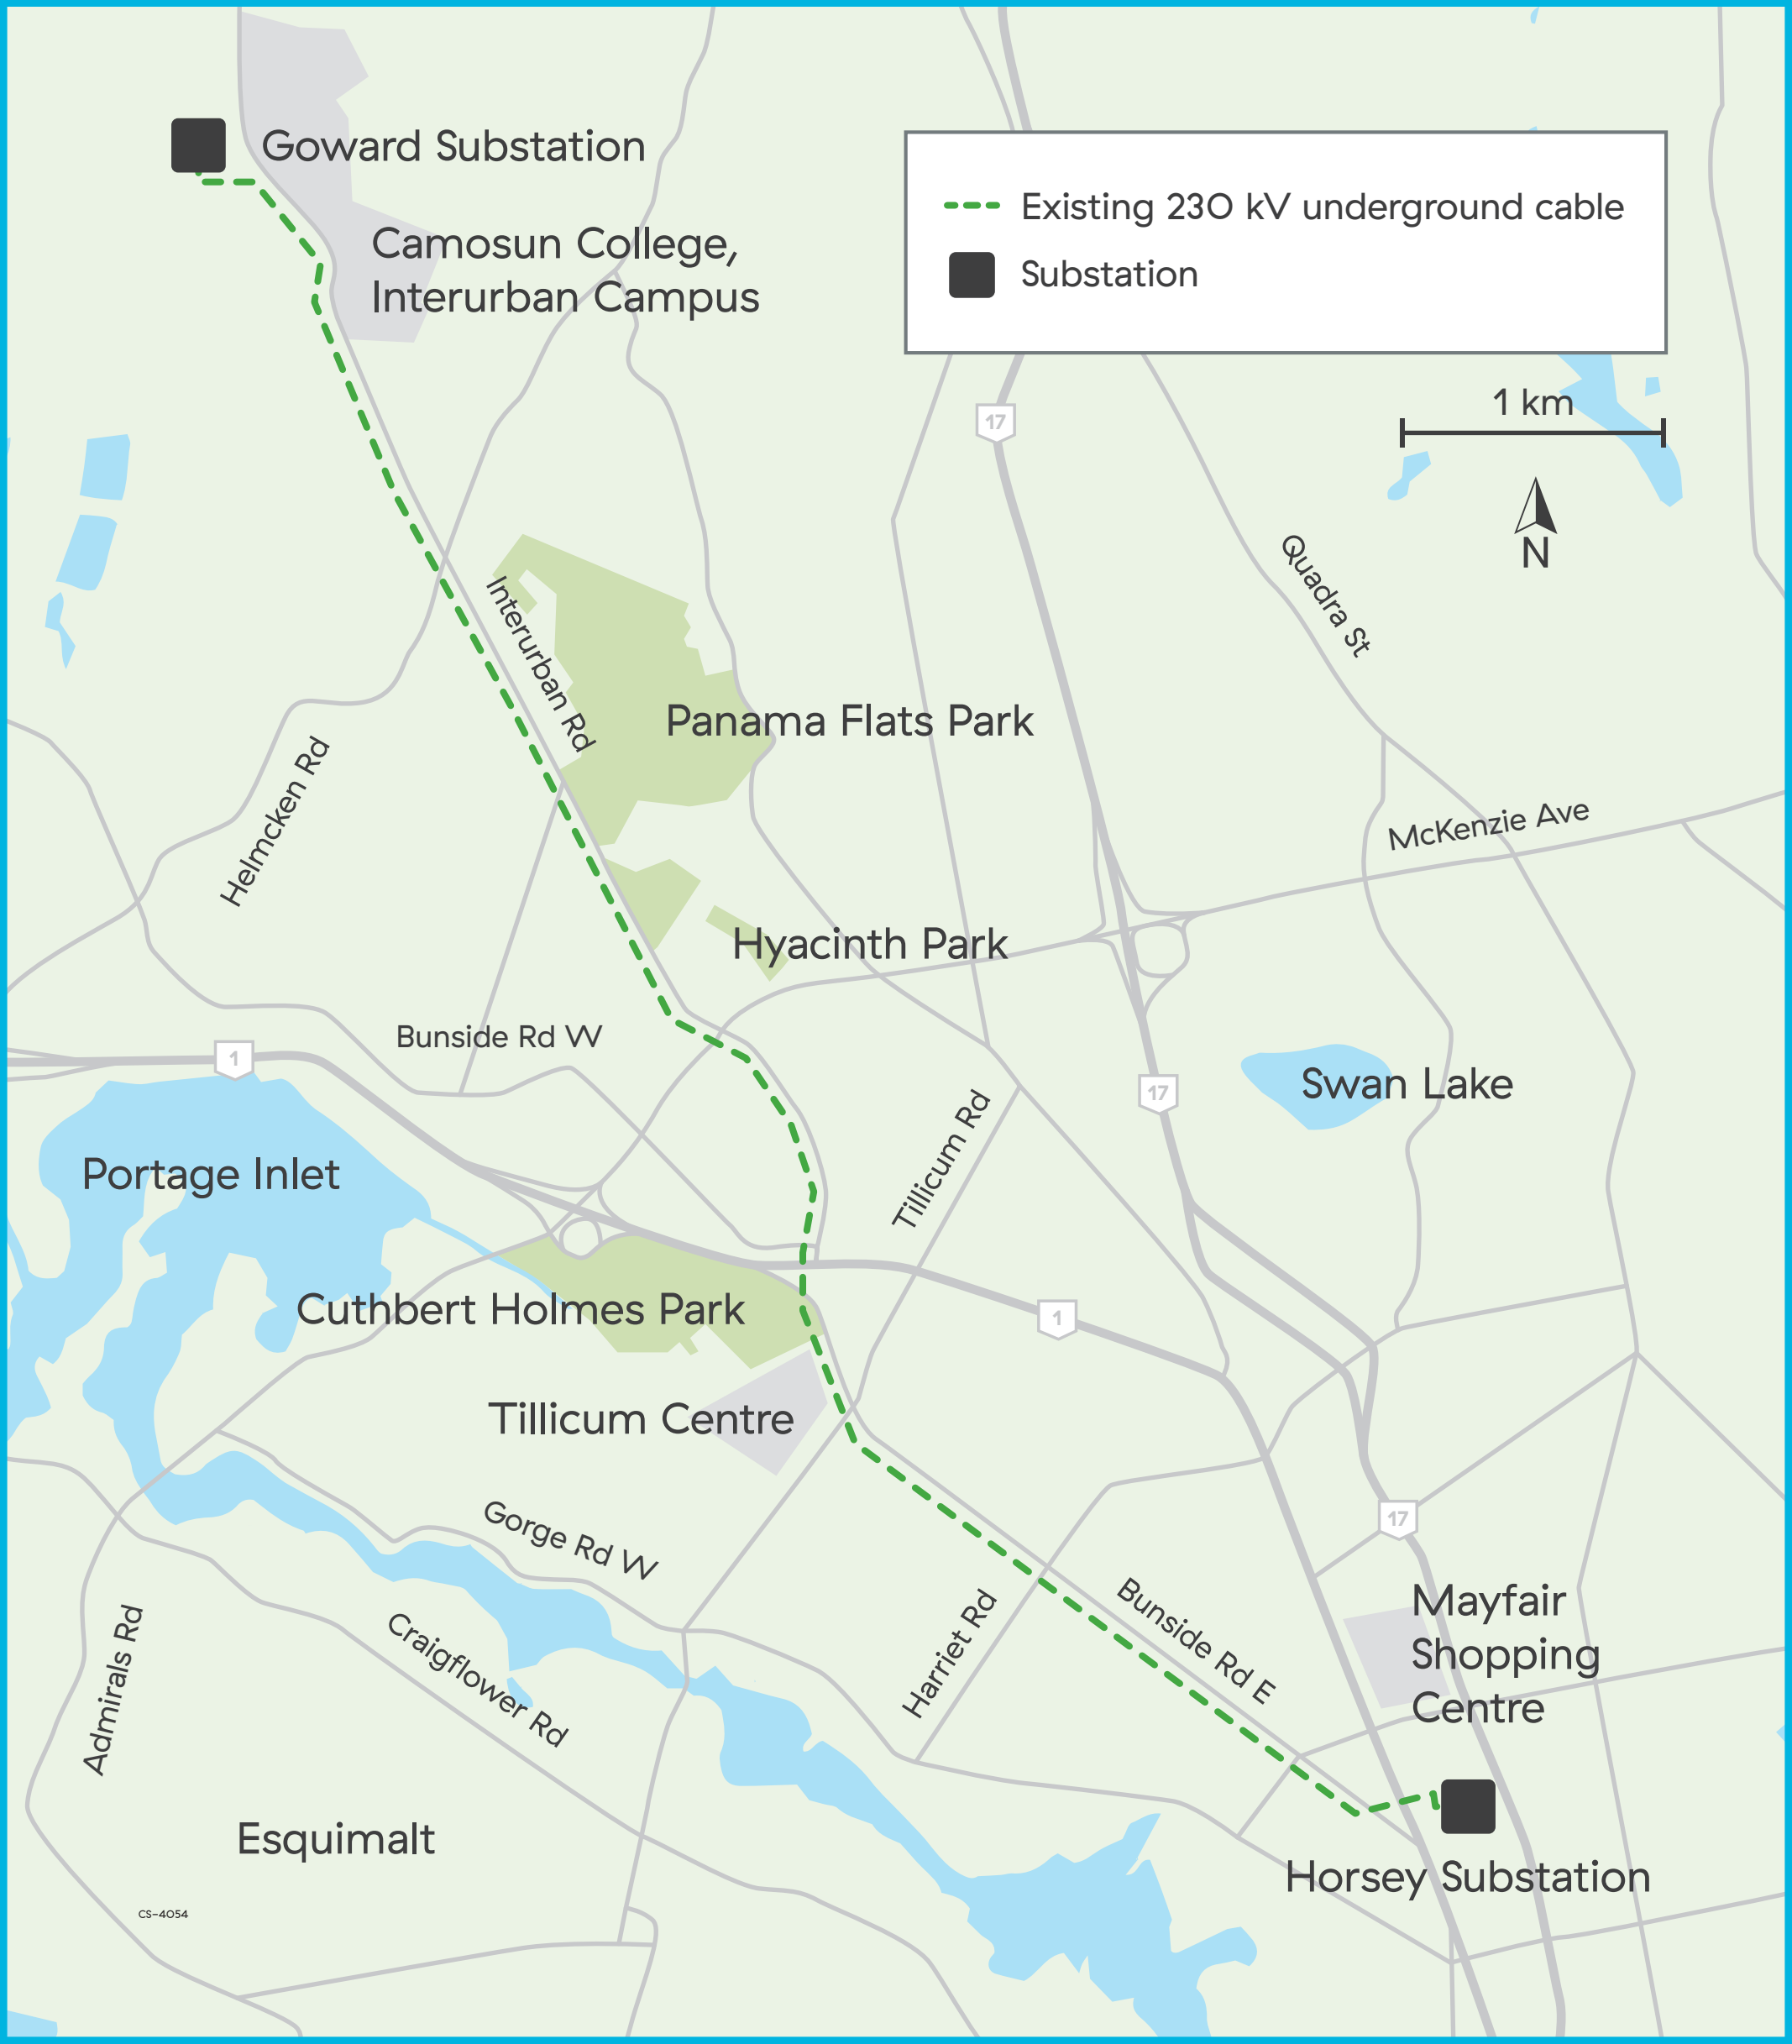 Goward Substation
Camosun College,
Interurban Campus
Existing 230 kV underground cable
Substation
1 km
N
17
Quadra St
Interurban Rd
Panama Flats Park
Helmcken Rd
McKenzie Ave
Hyacinth Park
Bunside Rd W
1
Swan Lake
17
Tillicum Rd
Portage Inlet
Cuthbert Holmes Park
1
Tillicum Centre
Gorge Rd W
17
Mayfair
Shopping
Centre
Bunside Rd E
Harriet Rd
Craigflower Rd
Admirals Rd
Esquimalt
Horsey Substation
CS-4054